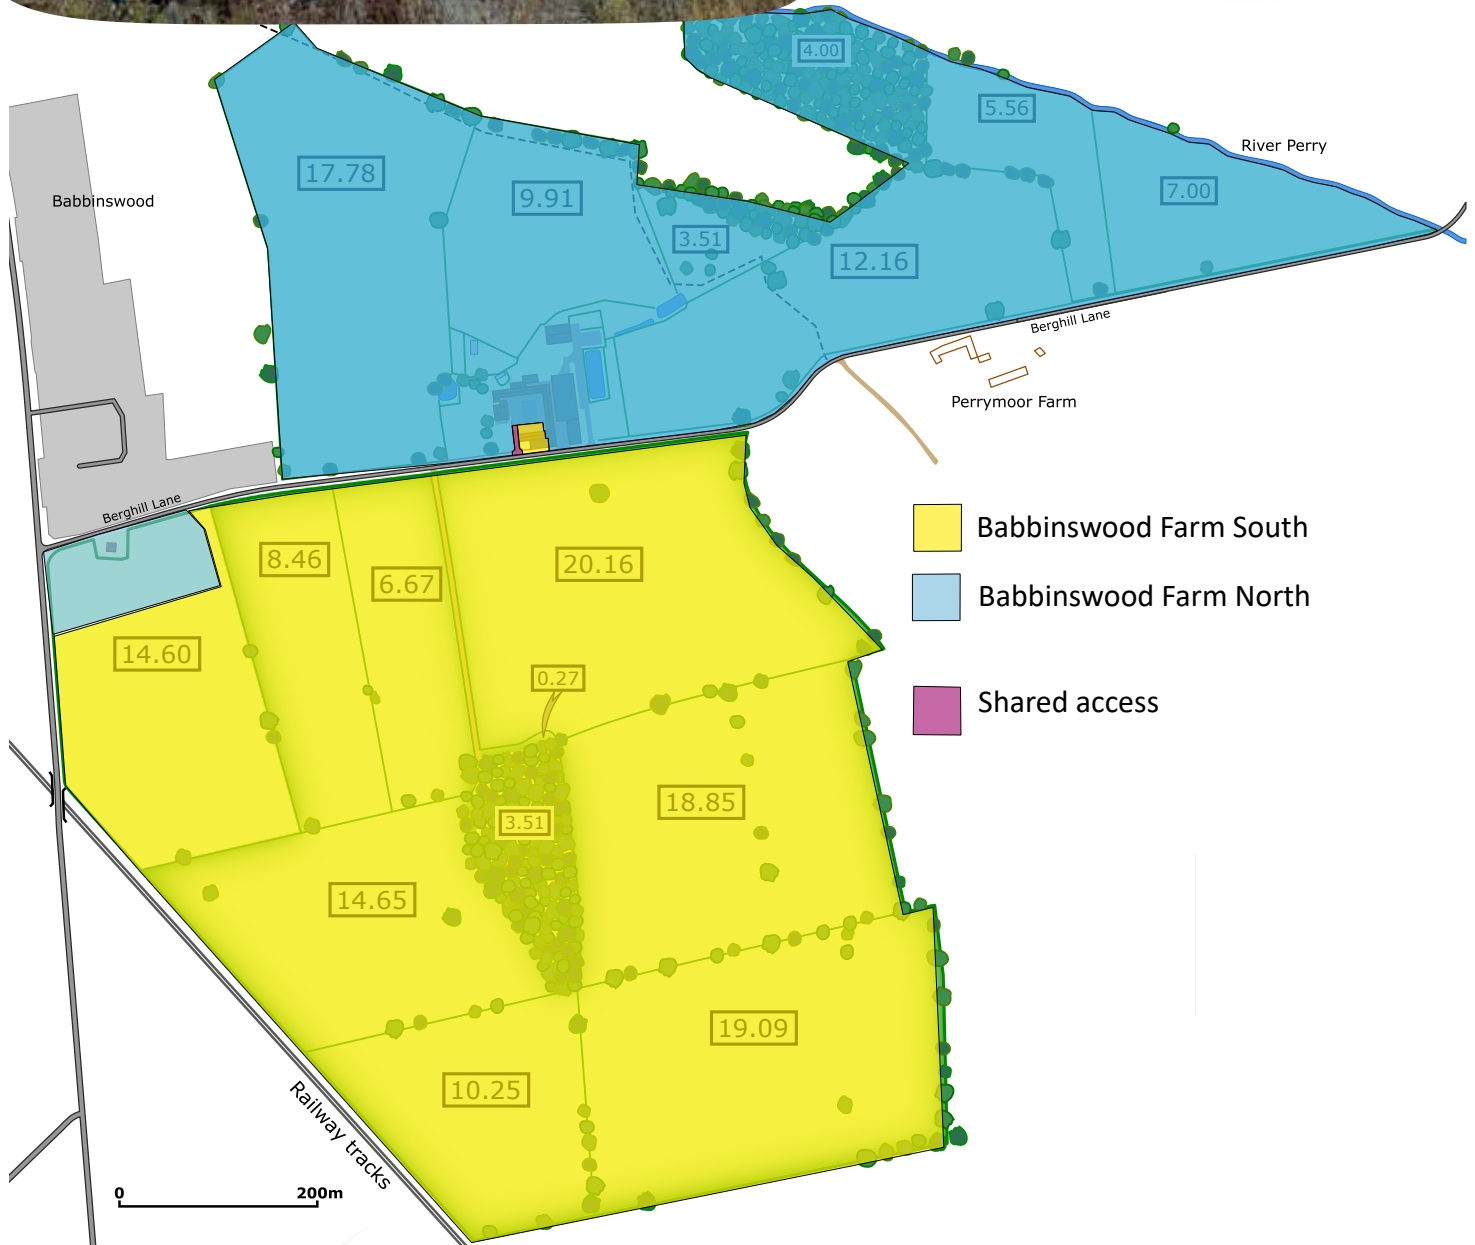 4.00
5.56
River Perry
17.78
9.91
7.00
Babbinswood
3.51
12.16
Berghill Lane
Perrymoor Farm
Berghill Lane
Babbinswood Farm South
8.46
6.67
20.16
Babbinswood Farm North
14.60
0.27
Shared access
18.85
3.51
14.65
19.09
10.25
Railway tracks
0 200m